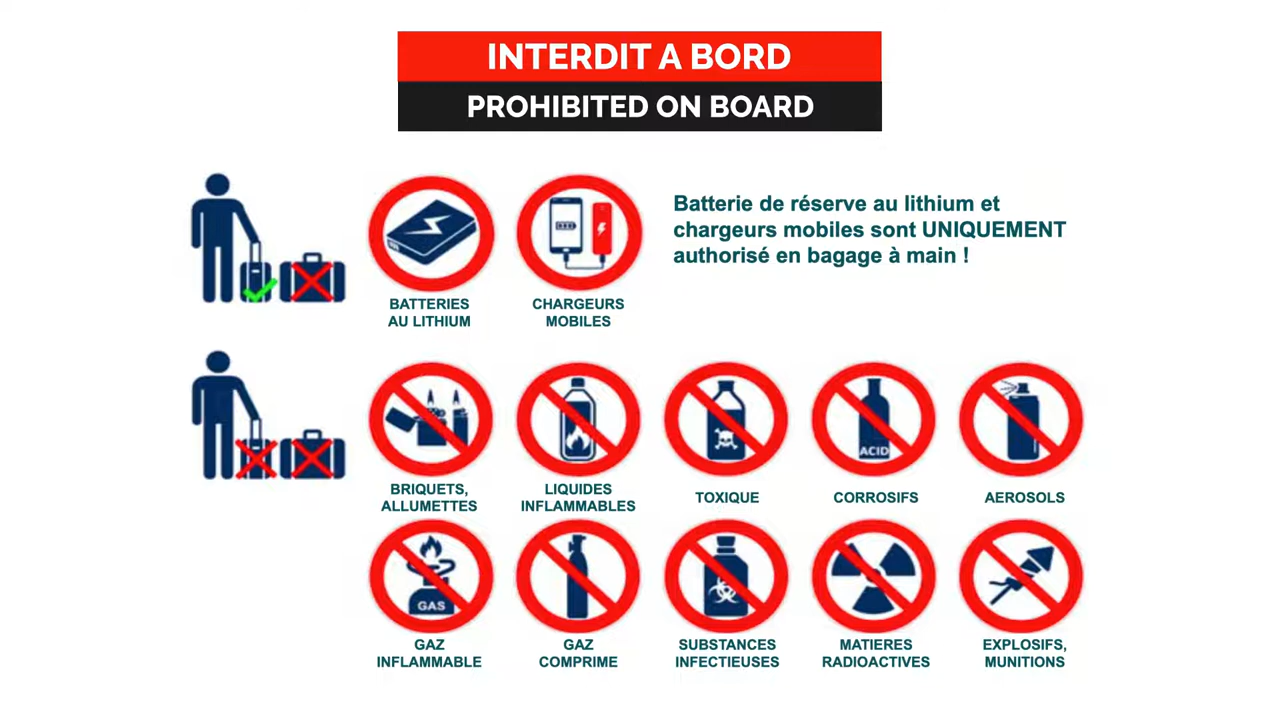 INTERDIT A BORD
PROHIBITED ON BOARD
Batterie de réserve au lithium et
chargeurs mobiles sont UNIQUEMENT
authorisé en bagage à main !
BATTERIES
AU LITHIUM
CHARGEURS
MOBILES
ACID
BRIQUETS,
ALLUMETTES
LIQUIDES
INFLAMMABLES
TOXIQUE
CORROSIFS
AEROSOLS
GAS
GAZ
INFLAMMABLE
GAZ
COMPRIME
SUBSTANCES
INFECTIEUSES
MATIERES
RADIOACTIVES
EXPLOSIFS,
MUNITIONS